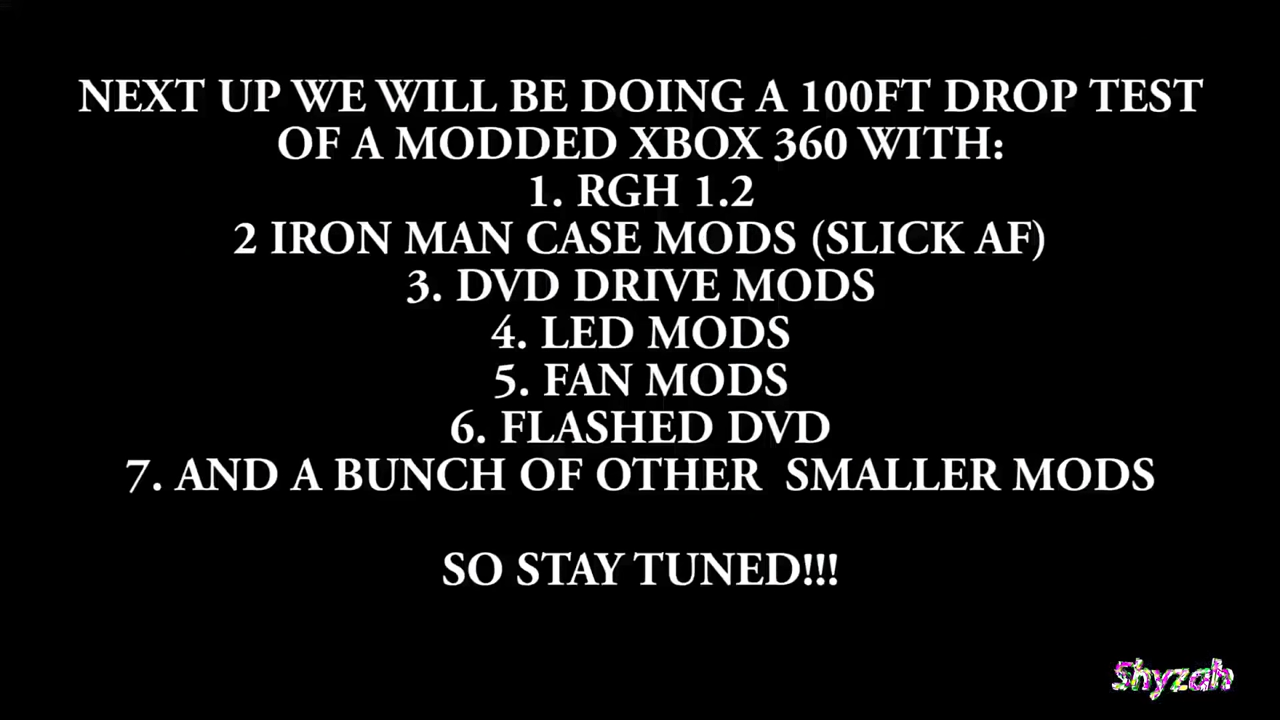 NEXT UP WE WILL BE DOING A 100FT DROP TEST
OF A MODDED XBOX 360 WITH:
1. RGH 1.2
2 IRON MAN CASE MODS (SLICK AF)
3. DVD DRIVE MODS
4. LED MODS
5. FAN MODS
6. FLASHED DVD
7. AND A BUNCH OF OTHER  SMALLER MODS
SO STAY TUNED!!!
Shyzah